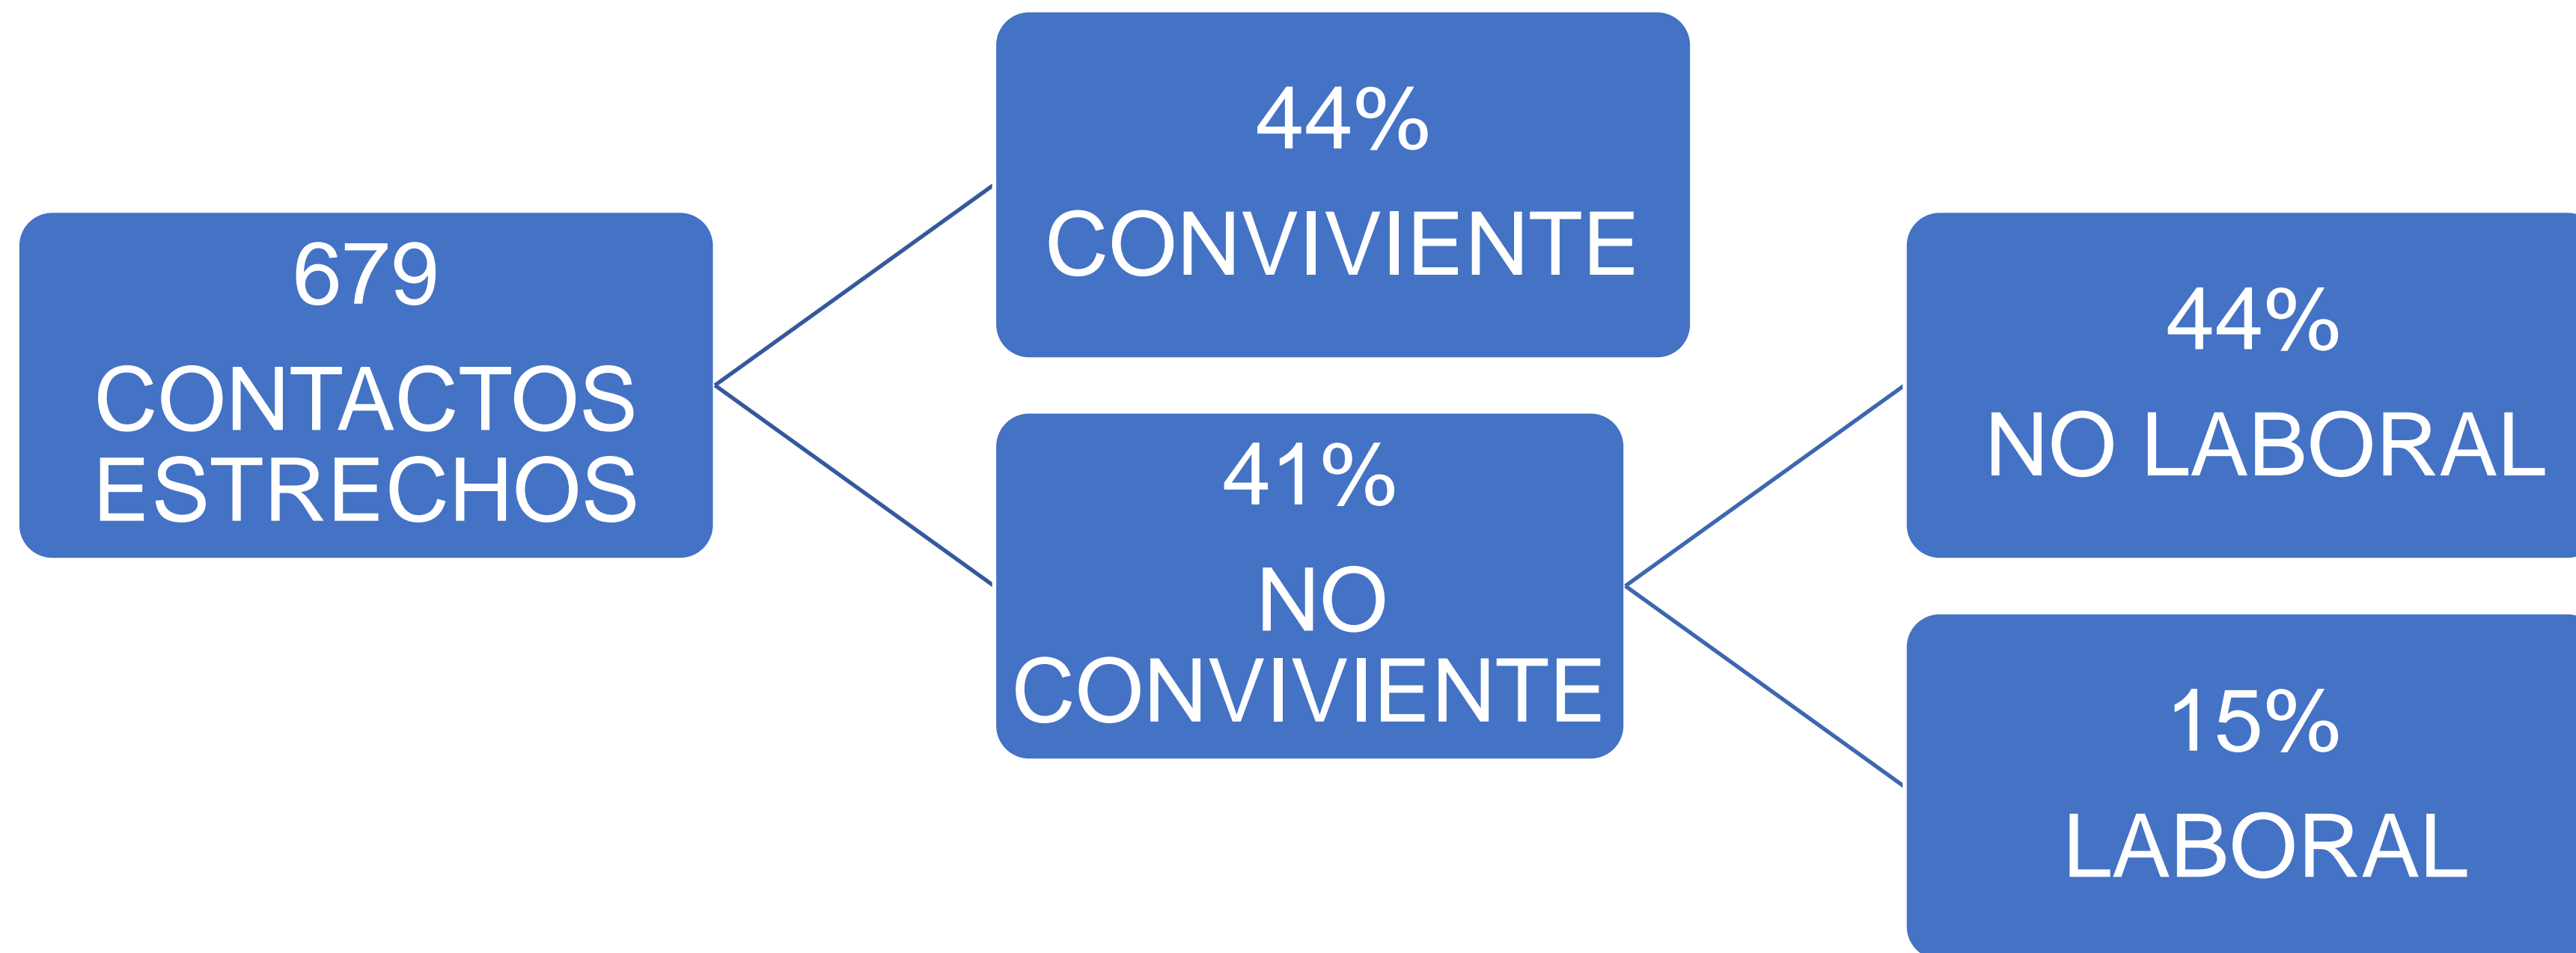 679
CONTACTOS
ESTRECHOS
44%
CONVIVIENTE
41%
NO
CONVIVIENTE
44%
NO LABORAL
15%
LABORAL